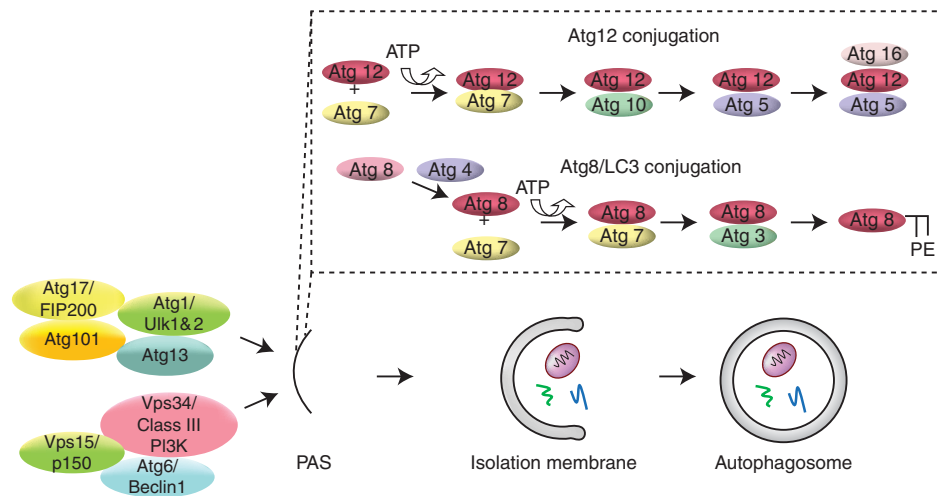 Atg12 conjugation
ATP
Atg 12
+
Atg 7
Atg 12
Atg 7
Atg 12
Atg 10
Atg 12
Atg 5
Atg 16
Atg 12
Atg 5
Atg8/LC3 conjugation
Atg 8
Atg 4
ATP
Atg 8
+
Atg 7
Atg 8
Atg 7
Atg 8
Atg 3
Atg 8
PE
Atg17/
FIP200
Atg1/
Ulk1&2
Atg101
Atg13
Vps34/
Class III
PI3K
Vps15/
p150
Atg6/
Beclin1
PAS
Isolation membrane
Autophagosome